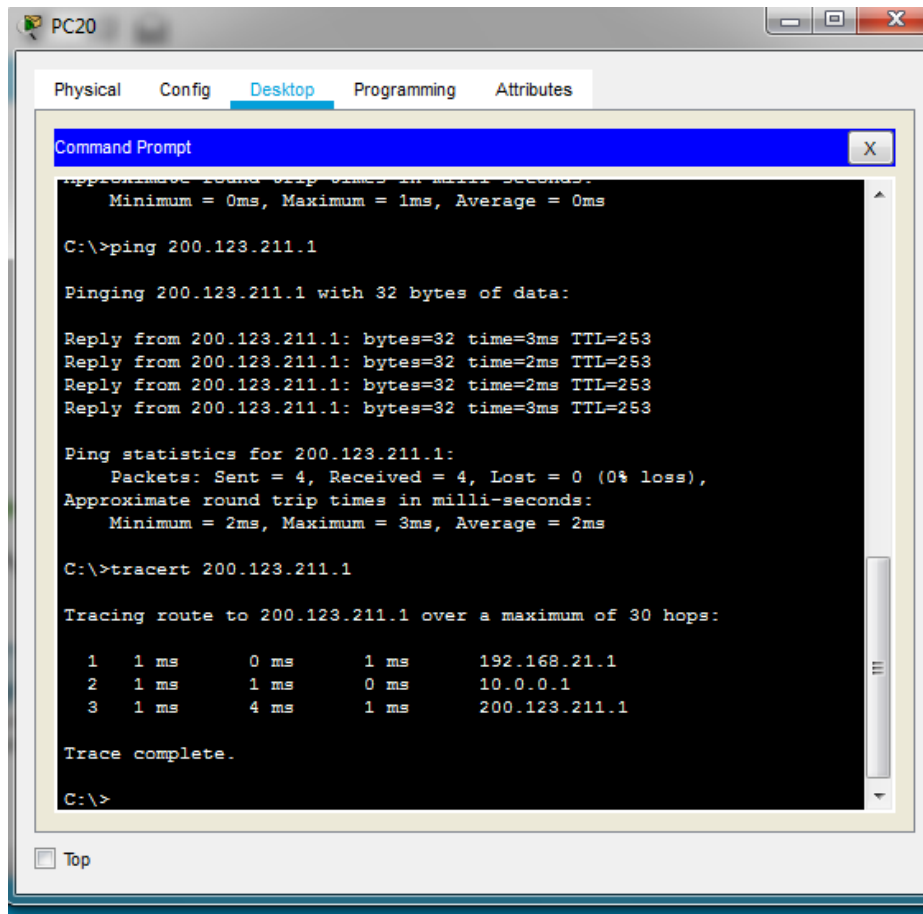 PC20
Physical Config Desktop Programming Attributes
Command Prompt
X
Approximate round trip times in milli-seconds:
Minimum = 0ms, Maximum = 1ms, Average = 0ms
C:\>ping 200.123.211.1
Pinging 200.123.211.1 with 32 bytes of data:
Reply from 200.123.211.1: bytes=32 time=3ms TTL=253
Reply from 200.123.211.1: bytes=32 time=2ms TTL=253
Reply from 200.123.211.1: bytes=32 time=2ms TTL=253
Reply from 200.123.211.1: bytes=32 time=3ms TTL=253
Ping statistics for 200.123.211.1:
Packets: Sent = 4, Received = 4, Lost = 0 (0% loss),
Approximate round trip times in milli-seconds:
Minimum = 2ms, Maximum = 3ms, Average = 2ms
C:\>tracert 200.123.211.1
Tracing route to 200.123.211.1 over a maximum of 30 hops:
1 1 ms 0 ms 1 ms 192.168.21.1
2 1 ms 1 ms 0 ms 10.0.0.1
3 1 ms 4 ms 1 ms 200.123.211.1
Trace complete.
C:\>
Top